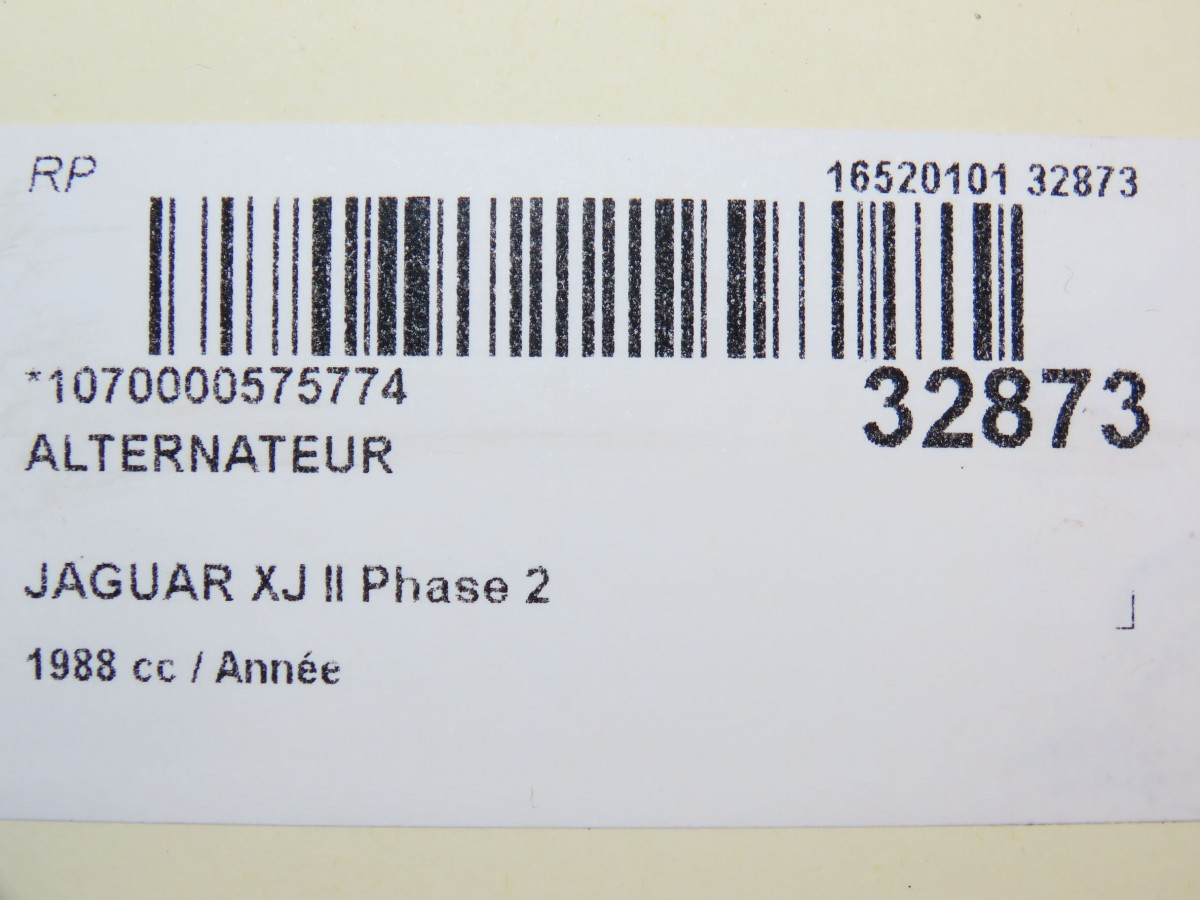 RP
16520101 32873
*1070000575774
32873
ALTERNATEUR
JAGUAR XJ II Phase 2
1988 cc / Année